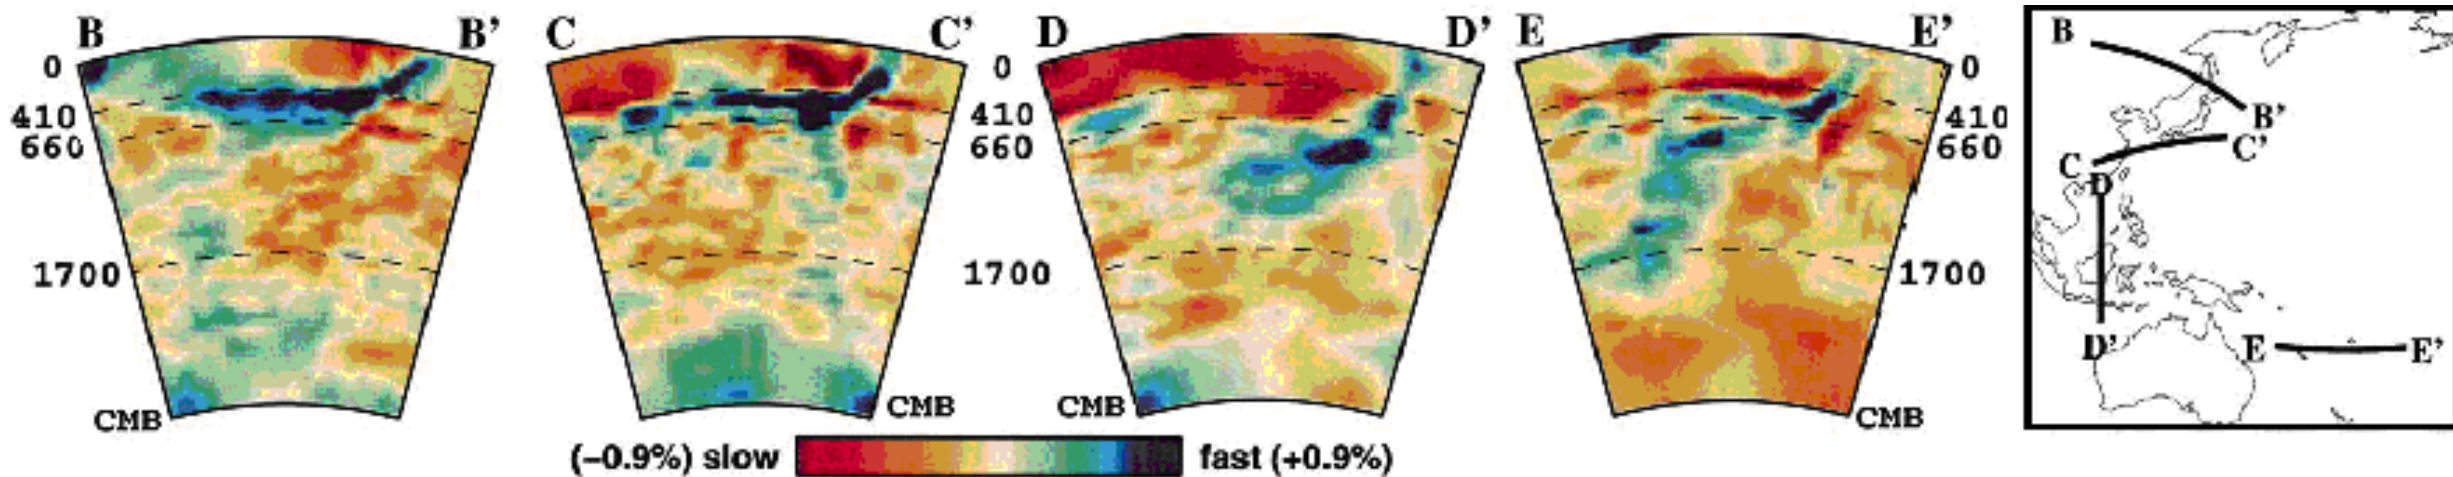 B B' C C' D D' E E'
0 0 0
410 410 410
660 660 660
1700 1700 1700
CMB CMB CMB CMB
(−0.9%) slow fast (+0.9%)
B
B'
C C'
D
D' E E'